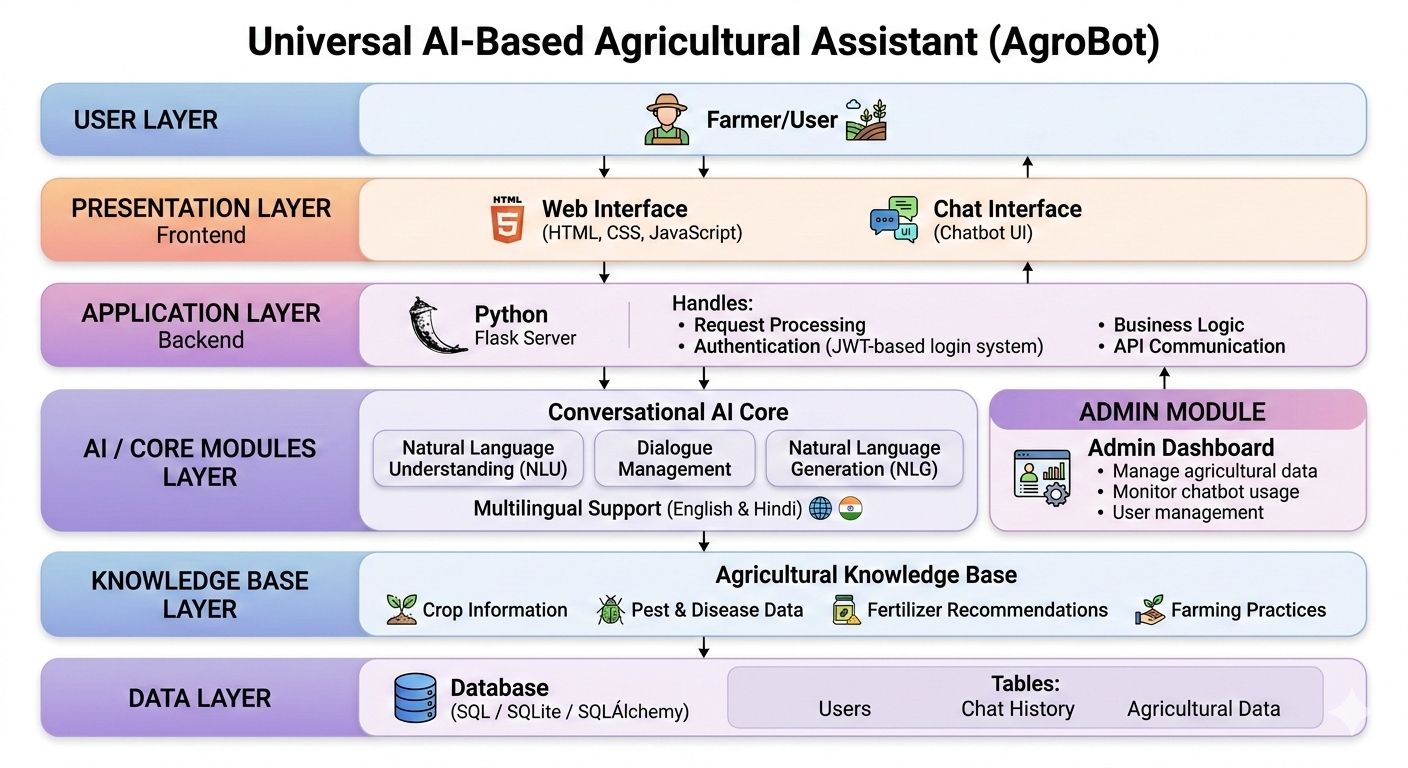 Universal AI-Based Agricultural Assistant (AgroBot)
USER LAYER
Farmer/User
PRESENTATION LAYER
Frontend
HTML
5
Web Interface
(HTML, CSS, JavaScript)
UI
Chat Interface
(Chatbot UI)
APPLICATION LAYER
Backend
Python
Flask Server
Handles:
• Request Processing
• Authentication (JWT-based login system)
• Business Logic
• API Communication
AI / CORE MODULES
LAYER
Conversational AI Core
Natural Language
Understanding (NLU)
Dialogue
Management
Natural Language
Generation (NLG)
Multilingual Support (English & Hindi)
ADMIN MODULE
Admin Dashboard
• Manage agricultural data
• Monitor chatbot usage
• User management
KNOWLEDGE BASE
LAYER
Agricultural Knowledge Base
Crop Information
Pest & Disease Data
Fertilizer Recommendations
Farming Practices
DATA LAYER
Database
(SQL / SQLite / SQLÁlchemy)
Tables:
Users
Chat History
Agricultural Data